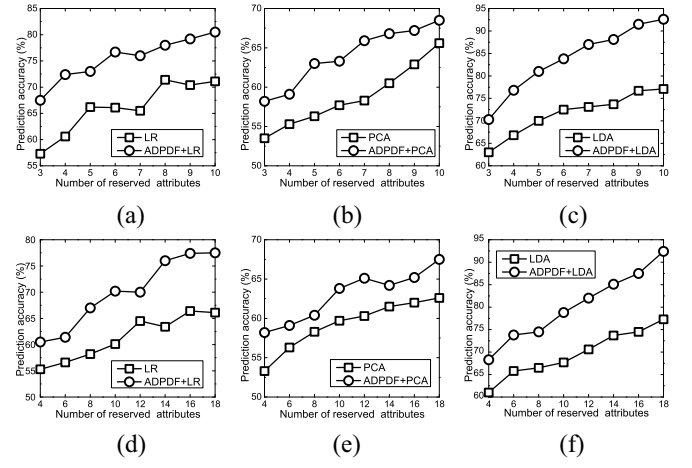 85
80
75
70
65
60
55
Prediction accuracy (%)
LR
ADPDF+LR
3 4 5 6 7 8 9 10
Number of reserved attributes
(a)
70
65
60
55
50
Prediction accuracy (%)
PCA
ADPDF+PCA
3 4 5 6 7 8 9 10
Number of reserved attributes
(b)
95
90
85
80
75
70
65
60
Prediction accuracy (%)
LDA
ADPDF+LDA
3 4 5 6 7 8 9 10
Number of reserved attributes
(c)
80
75
70
65
60
55
50
Prediction accuracy (%)
LR
ADPDF+LR
4 6 8 10 12 14 16 18
Number of reserved attributes
(d)
70
65
60
55
50
Prediction accuracy (%)
PCA
ADPDF+PCA
4 6 8 10 12 14 16 18
Number of reserved attributes
(e)
95
90
85
80
75
70
65
60
Prediction accuracy (%)
LDA
ADPDF+LDA
4 6 8 10 12 14 16 18
Number of reserved attributes
(f)